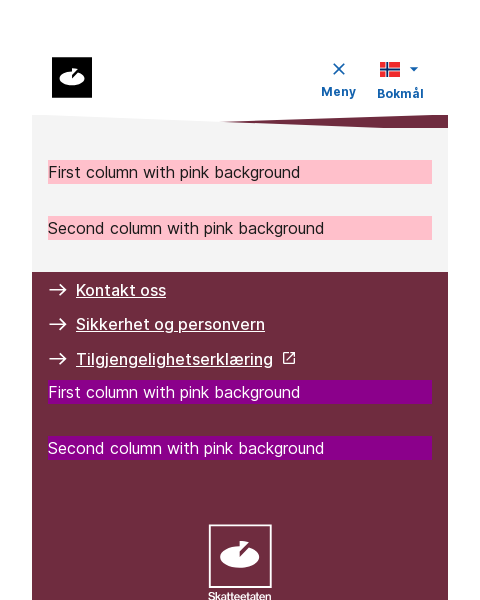 Meny
Bokmål
First column with pink background
Second column with pink background
Kontakt oss
Sikkerhet og personvern
Tilgjengelighetserklæring
First column with pink background
Second column with pink background
Skatteetaten